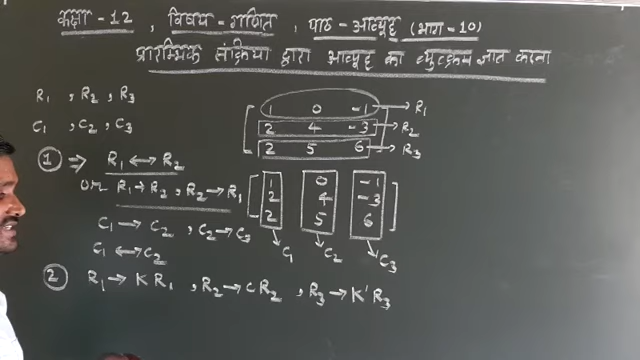 कक्षा - 12 , विषय - गणित , पाठ - आव्यूह (भाग - 10)
प्रारम्भिक संक्रिया द्वारा आव्यूह का व्युत्क्रम ज्ञात करना
R₁ , R₂ , R₃
C₁ , C₂ , C₃
1 0 -1 → R₁
2 4 -3 → R₂
2 5 6 → R₃
① ⇒ R₁ ↔ R₂
or R₁ → R₂ , R₂ → R₁
C₁ → C₂ , C₂ → C₃
C₁ ↔ C₂
1 0 -1
2 4 -3
2 5 6
C₁ C₂ C₃
② R₁ → K R₁ , R₂ → C R₂ , R₃ → K' R₃